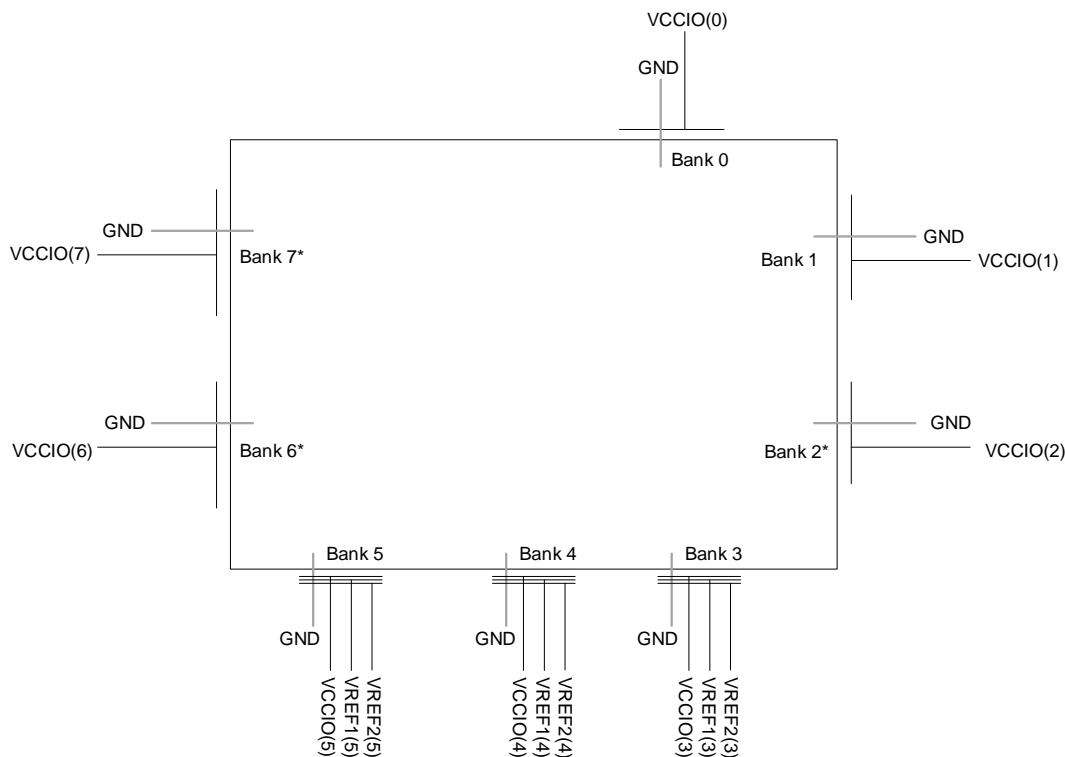 VCCIO(0)
GND
Bank 0
GND
VCCIO(7)
Bank 7*
Bank 1
GND
VCCIO(1)
GND
VCCIO(6)
Bank 6*
Bank 2*
GND
VCCIO(2)
Bank 5
Bank 4
Bank 3
GND
GND
GND
VCCIO(5)
VREF1(5)
VREF2(5)
VCCIO(4)
VREF1(4)
VREF2(4)
VCCIO(3)
VREF1(3)
VREF2(3)